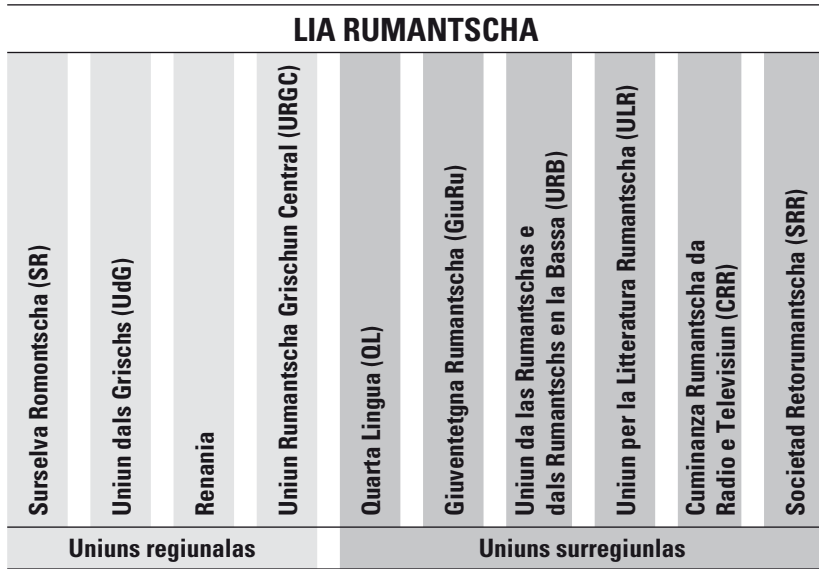 LIA RUMANTSCHA
Surselva Romontscha (SR)
Uniun dals Grischs (UdG)
Renania
Uniun Rumantscha Grischun Central (URGC)
Quarta Lingua (QL)
Giuventetgna Rumantscha (GiuRu)
Uniun da las Rumantschas e
dals Rumantschs en la Bassa (URB)
Uniun per la Litteratura Rumantscha (ULR)
Cuminanza Rumantscha da
Radio e Televisiun (CRR)
Societad Retorumantscha (SRR)
Uniuns regiunalas
Uniuns surregiunlas